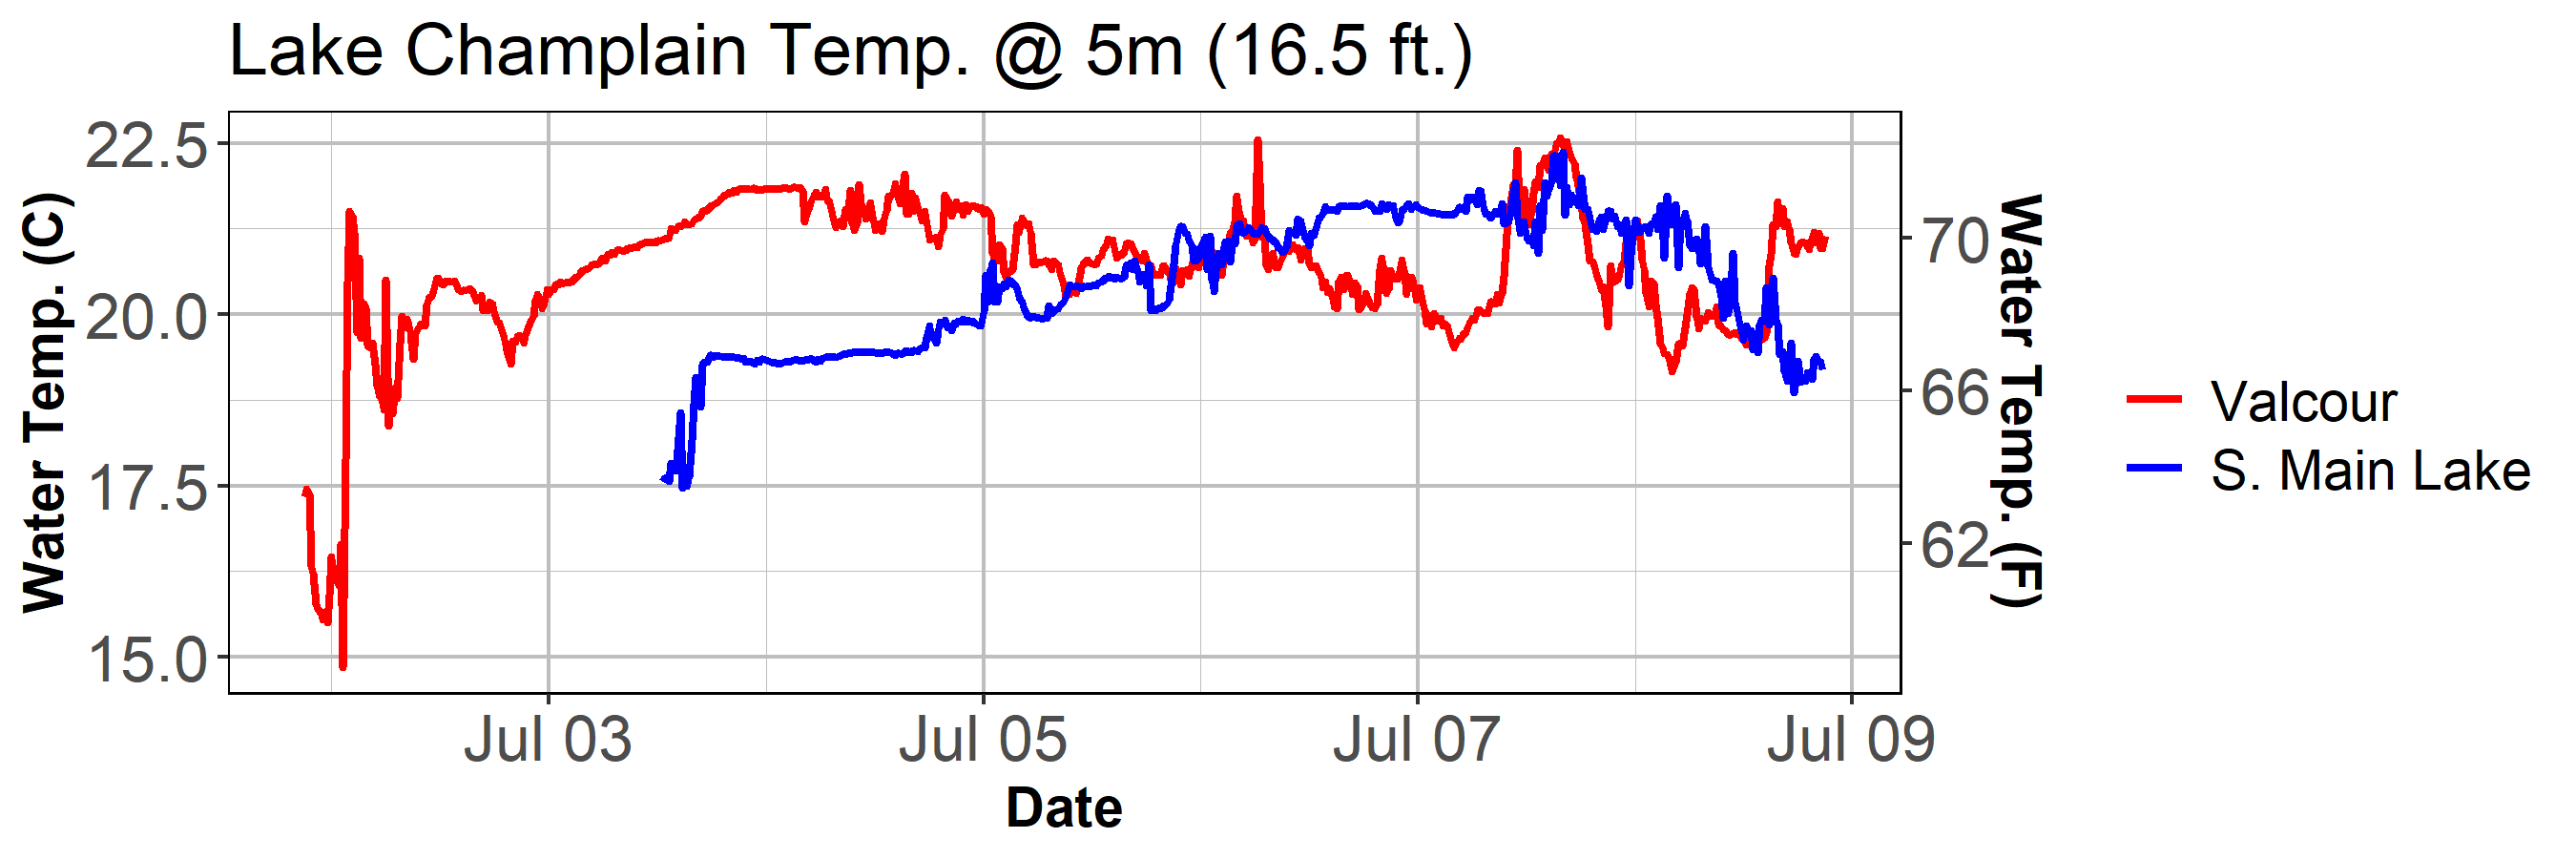 Lake Champlain Temp. @ 5m (16.5 ft.)
Water Temp. (C)
22.5
20.0
17.5
15.0
70
66
62
Water Temp. (F)
Jul 03
Jul 05
Jul 07
Jul 09
Date
Valcour
S. Main Lake